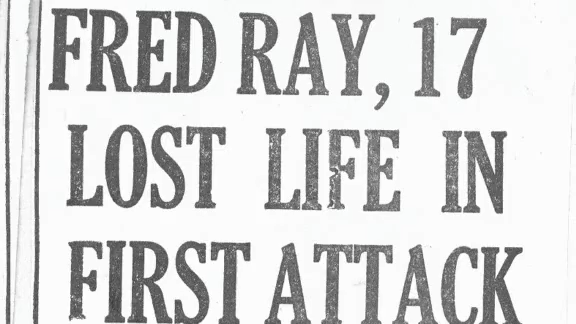 FRED RAY, 17
LOST LIFE IN
FIRST ATTACK